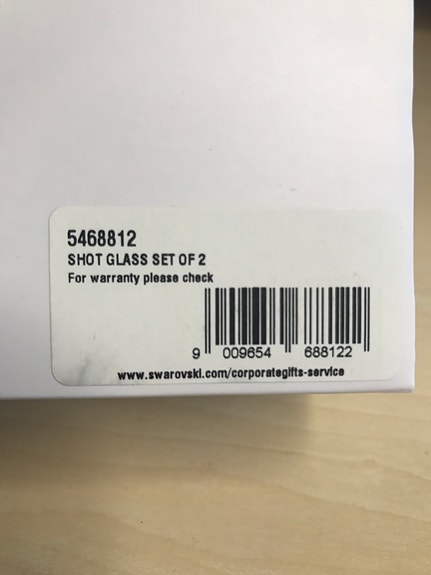 5468812
SHOT GLASS SET OF 2
For warranty please check
9 009654 688122
www.swarovski.com/corporategifts-service